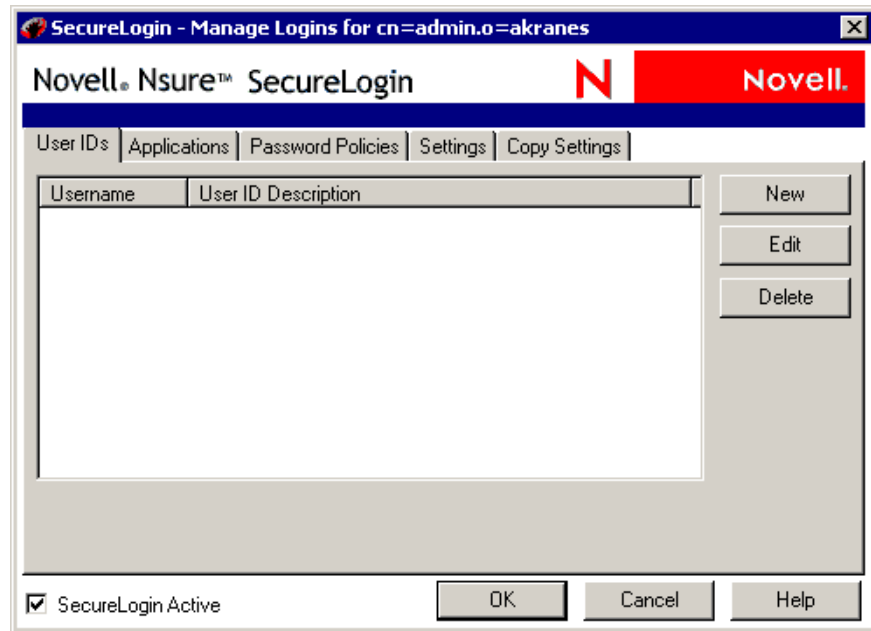 SecureLogin - Manage Logins for cn=admin.o=akranes
Novell® Nsure™ SecureLogin N Novell.
User IDs Applications Password Policies Settings Copy Settings
Username User ID Description
New
Edit
Delete
SecureLogin Active OK Cancel Help